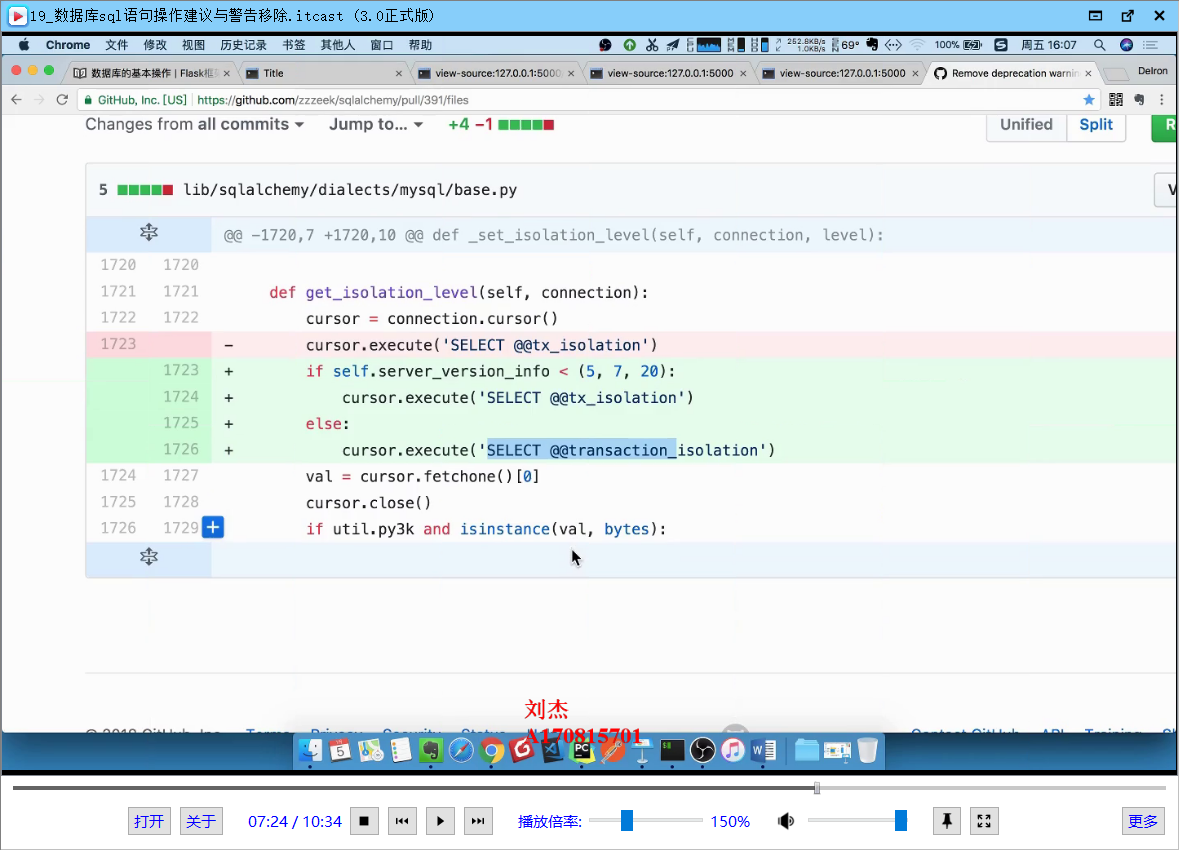 19_数据库sql语句操作建议与警告移除.itcast (3.0正式版)
Chrome 文件 修改 视图 历史记录 书签 其他人 窗口 帮助 252.8KB/s 1.0KB/s 69° 100% 周五 16:07
数据库的基本操作 | Flask Title view-source:127.0.0.1:5000 view-source:127.0.0.1:5000 view-source:127.0.0.1:5000 Remove deprecation warnin Delron
GitHub, Inc. [US] https://github.com/zzzeek/sqlalchemy/pull/391/files
Changes from all commits Jump to... +4 −1 Unified Split R
5 lib/sqlalchemy/dialects/mysql/base.py V
@@ -1720,7 +1720,10 @@ def _set_isolation_level(self, connection, level):
1720 1720
1721 1721 def get_isolation_level(self, connection):
1722 1722 cursor = connection.cursor()
1723 - cursor.execute('SELECT @@tx_isolation')
1723 + if self.server_version_info < (5, 7, 20):
1724 + cursor.execute('SELECT @@tx_isolation')
1725 + else:
1726 + cursor.execute('SELECT @@transaction_isolation')
1724 1727 val = cursor.fetchone()[0]
1725 1728 cursor.close()
1726 1729 if util.py3k and isinstance(val, bytes):
刘杰
A170815701
打开 关于 07:24 / 10:34 播放倍率: 150% 更多